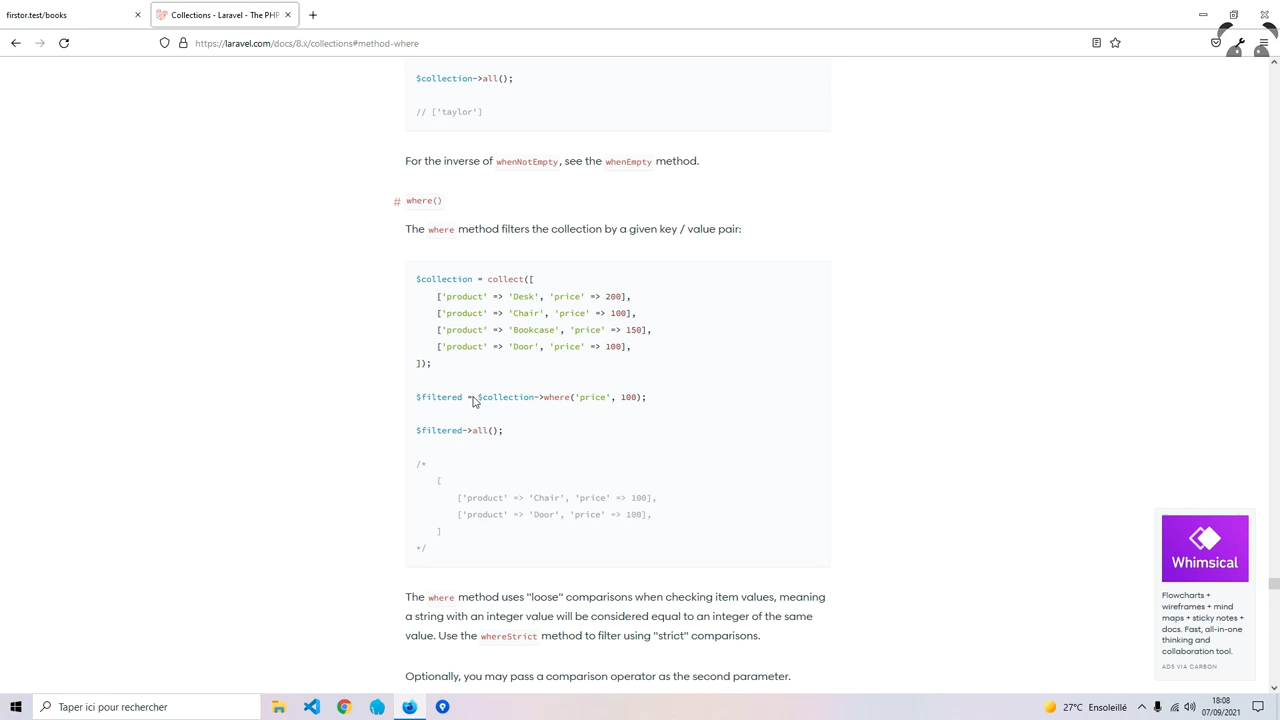 firstor.test/books
Collections - Laravel - The PHP
https://laravel.com/docs/8.x/collections#method-where
$collection->all();
// ['taylor']
For the inverse of whenNotEmpty, see the whenEmpty method.
# where()
The where method filters the collection by a given key / value pair:
$collection = collect([
['product' => 'Desk', 'price' => 200],
['product' => 'Chair', 'price' => 100],
['product' => 'Bookcase', 'price' => 150],
['product' => 'Door', 'price' => 100],
]);
$filtered = $collection->where('price', 100);
$filtered->all();
/*
[
['product' => 'Chair', 'price' => 100],
['product' => 'Door', 'price' => 100],
]
*/
The where method uses "loose" comparisons when checking item values, meaning
a string with an integer value will be considered equal to an integer of the same
value. Use the whereStrict method to filter using "strict" comparisons.
Optionally, you may pass a comparison operator as the second parameter.
Whimsical
Flowcharts +
wireframes + mind
maps + sticky notes +
docs. Fast, all-in-one
thinking and
collaboration tool.
ADS VIA CARBON
Taper ici pour rechercher
27°C Ensoleillé
18:08
07/09/2021